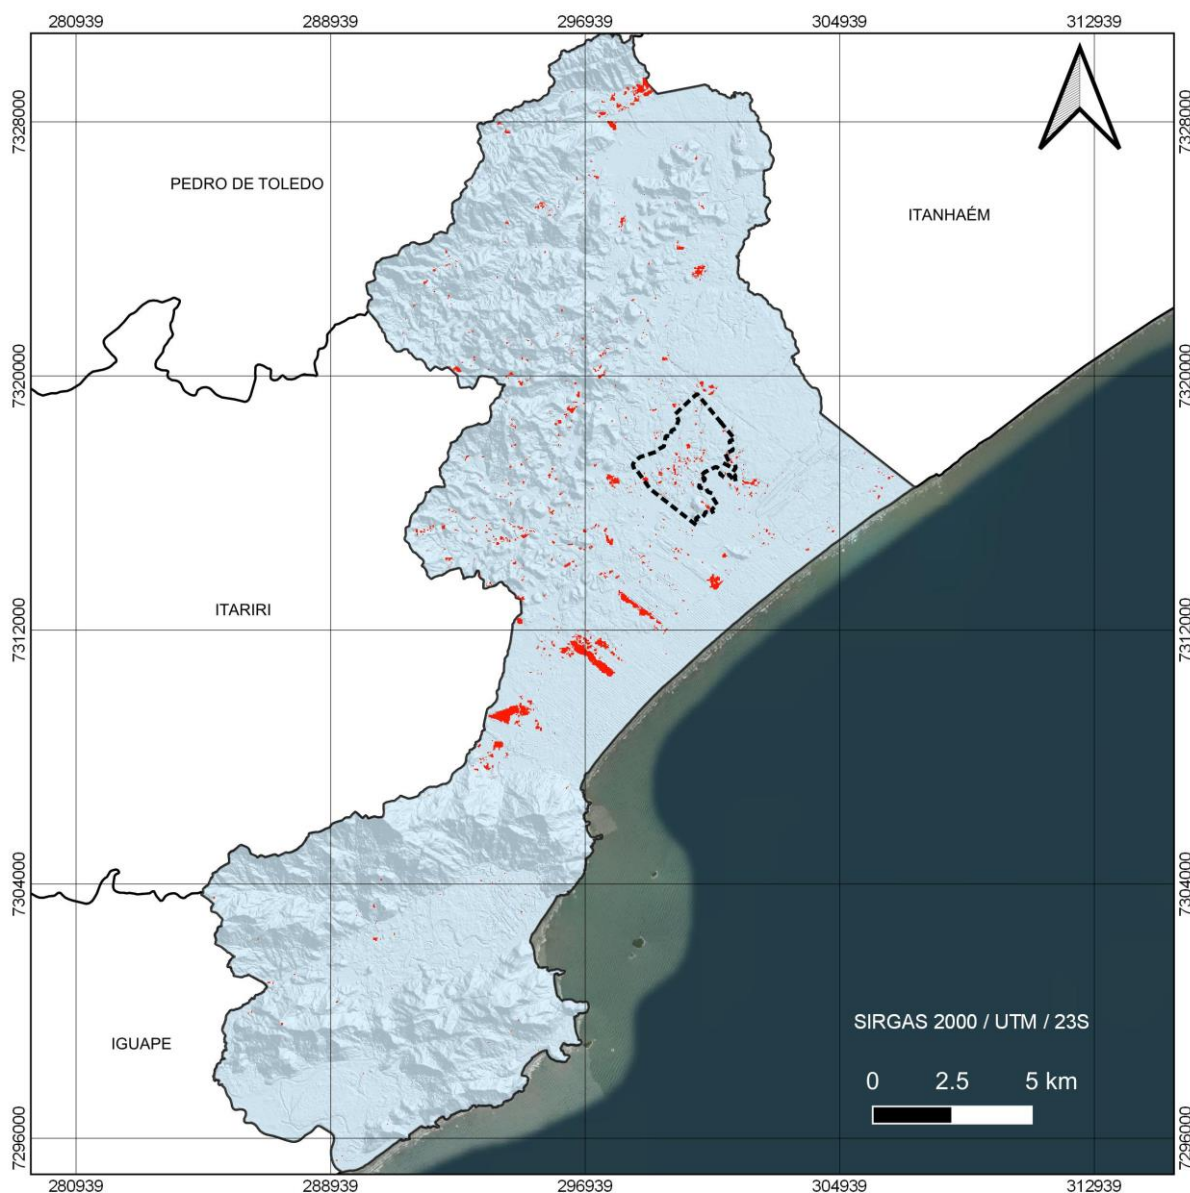 280939 288939 296939 304939 312939
7328000 7328000
PEDRO DE TOLEDO
ITANHAÉM
7320000 7320000
ITARIRI
7312000 7312000
7304000 7304000
SIRGAS 2000 / UTM / 23S
IGUAPE
0 2.5 5 km
7296000 7296000
280939 288939 296939 304939 312939